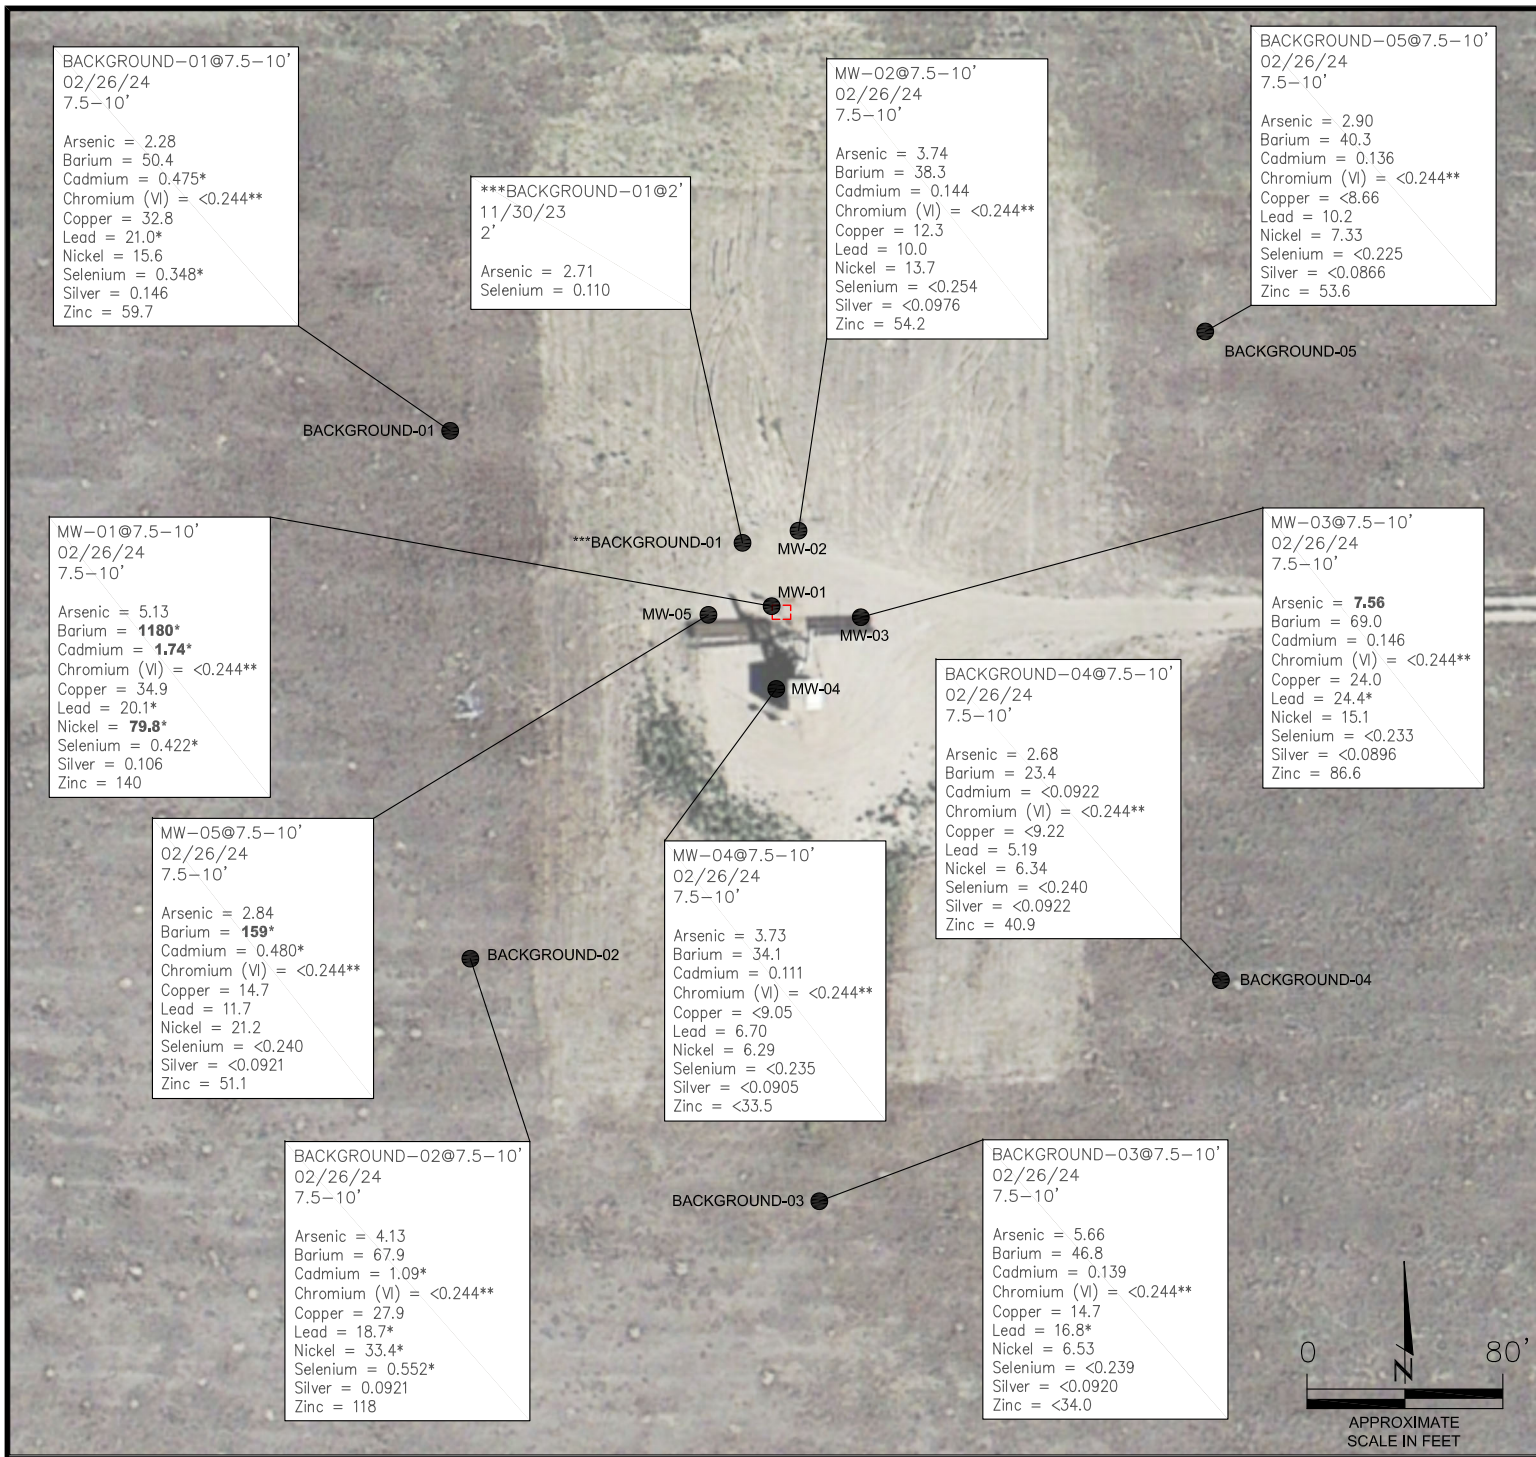 BACKGROUND-01@7.5-10'
02/26/24
7.5-10'
Arsenic = 2.28
Barium = 50.4
Cadmium = 0.475*
Chromium (VI) = <0.244**
Copper = 32.8
Lead = 21.0*
Nickel = 15.6
Selenium = 0.348*
Silver = 0.146
Zinc = 59.7
***BACKGROUND-01@2'
11/30/23
2'
Arsenic = 2.71
Selenium = 0.110
MW-02@7.5-10'
02/26/24
7.5-10'
Arsenic = 3.74
Barium = 38.3
Cadmium = 0.144
Chromium (VI) = <0.244**
Copper = 12.3
Lead = 10.0
Nickel = 13.7
Selenium = <0.254
Silver = <0.0976
Zinc = 54.2
BACKGROUND-05@7.5-10'
02/26/24
7.5-10'
Arsenic = 2.90
Barium = 40.3
Cadmium = 0.136
Chromium (VI) = <0.244**
Copper = <8.66
Lead = 10.2
Nickel = 7.33
Selenium = <0.225
Silver = <0.0866
Zinc = 53.6
BACKGROUND-05
BACKGROUND-01
***BACKGROUND-01
MW-02
MW-01
MW-05
MW-03
MW-04
MW-01@7.5-10'
02/26/24
7.5-10'
Arsenic = 5.13
Barium = 1180*
Cadmium = 1.74*
Chromium (VI) = <0.244**
Copper = 34.9
Lead = 20.1*
Nickel = 79.8*
Selenium = 0.422*
Silver = 0.106
Zinc = 140
MW-03@7.5-10'
02/26/24
7.5-10'
Arsenic = 7.56
Barium = 69.0
Cadmium = 0.146
Chromium (VI) = <0.244**
Copper = 24.0
Lead = 24.4*
Nickel = 15.1
Selenium = <0.233
Silver = <0.0896
Zinc = 86.6
BACKGROUND-04@7.5-10'
02/26/24
7.5-10'
Arsenic = 2.68
Barium = 23.4
Cadmium = <0.0922
Chromium (VI) = <0.244**
Copper = <9.22
Lead = 5.19
Nickel = 6.34
Selenium = <0.240
Silver = <0.0922
Zinc = 40.9
MW-05@7.5-10'
02/26/24
7.5-10'
Arsenic = 2.84
Barium = 159*
Cadmium = 0.480*
Chromium (VI) = <0.244**
Copper = 14.7
Lead = 11.7
Nickel = 21.2
Selenium = <0.240
Silver = <0.0921
Zinc = 51.1
MW-04@7.5-10'
02/26/24
7.5-10'
Arsenic = 3.73
Barium = 34.1
Cadmium = 0.111
Chromium (VI) = <0.244**
Copper = <9.05
Lead = 6.70
Nickel = 6.29
Selenium = <0.235
Silver = <0.0905
Zinc = <33.5
BACKGROUND-02
BACKGROUND-04
BACKGROUND-02@7.5-10'
02/26/24
7.5-10'
Arsenic = 4.13
Barium = 67.9
Cadmium = 1.09*
Chromium (VI) = <0.244**
Copper = 27.9
Lead = 18.7*
Nickel = 33.4*
Selenium = 0.552*
Silver = 0.0921
Zinc = 118
BACKGROUND-03
BACKGROUND-03@7.5-10'
02/26/24
7.5-10'
Arsenic = 5.66
Barium = 46.8
Cadmium = 0.139
Chromium (VI) = <0.244**
Copper = 14.7
Lead = 16.8*
Nickel = 6.53
Selenium = <0.239
Silver = <0.0920
Zinc = <34.0
0 N 80'
APPROXIMATE
SCALE IN FEET